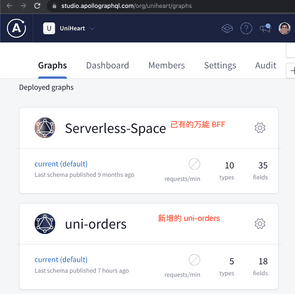 studio.apollographql.com/org/uniheart/graphs
A
U UniHeart
Graphs Dashboard Members Settings Audit
Deployed graphs
Serverless-Space 已有的万能 BFF
current (default)
Last schema published 9 months ago
requests/min
10 types
35 fields
uni-orders 新增的 uni-orders
current (default)
Last schema published 7 hours ago
requests/min
5 types
18 fields